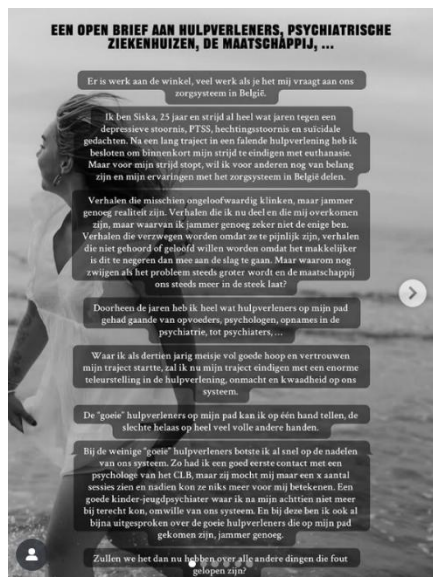 EEN OPEN BRIEF AAN HULPVERLENERS, PSYCHIATRISCHE
ZIEKENHUIZEN, DE MAATSCHAPPIJ, ...
Er is werk aan de winkel, veel werk als je het mij vraagt aan ons
zorgsysteem in België.
Ik ben Siska, 25 jaar en strijd al heel wat jaren tegen een
depressieve stoornis, PTSS, hechtingsstoornis en suïcidale
gedachten. Na een lang traject in een falende hulpverlening heb ik
besloten om binnenkort mijn strijd te eindigen met euthanasie.
Maar voor mijn strijd stopt, wil ik voor anderen nog van belang
zijn en mijn ervaringen met het zorgsysteem in België delen.
Verhalen die misschien ongeloofwaardig klinken, maar jammer
genoeg realiteit zijn. Verhalen die ik nu deel en die mij overkomen
zijn, maar waarvan ik jammer genoeg zeker niet de enige ben.
Verhalen die verzwegen worden omdat ze te pijnlijk zijn, verhalen
die niet gehoord of geloofd willen worden omdat het makkelijker
is dit te negeren dan mee aan de slag te gaan. Maar waarom nog
zwijgen als het probleem steeds groter wordt en de maatschappij
ons steeds meer in de steek laat?
Doorheen de jaren heb ik heel wat hulpverleners op mijn pad
gehad gaande van opvoeders, psychologen, opnames in de
psychiatrie, tot psychiaters,...
Waar ik als dertien jarig meisje vol goede hoop en vertrouwen
mijn traject startte, zal ik nu mijn traject eindigen met een enorme
teleurstelling in de hulpverlening, onmacht en kwaadheid op ons
systeem.
De "goeie" hulpverleners op mijn pad kan ik op één hand tellen, de
slechte helaas op heel veel volle andere handen.
Bij de weinige "goeie" hulpverleners botste ik al snel op de nadelen
van ons systeem. Zo had ik een goed eerste contact met een
psychologe van het CLB, maar zij mocht mij maar een x aantal
sessies zien en nadien kon ze niks meer voor mij betekenen. Een
goede kinder-jeugdpsychiater waar ik na mijn achttien niet meer
bij terecht kon, omwille van ons systeem. En bij deze ben ik ook al
bijna uitgesproken over de goeie hulpverleners die op mijn pad
gekomen zijn, jammer genoeg.
Zullen we het dan nu hebben over alle andere dingen die fout
gelopen zijn?